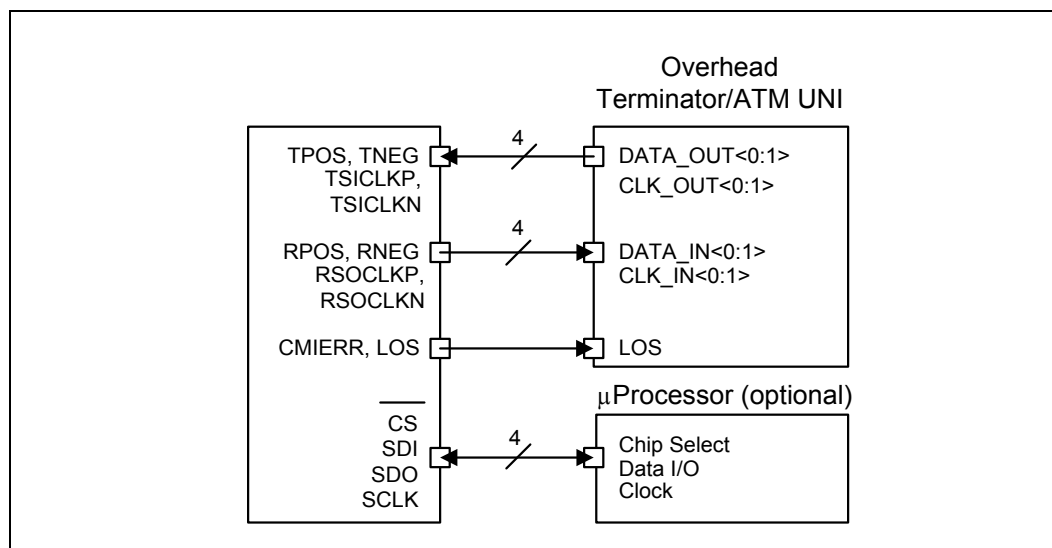 Overhead
Terminator/ATM UNI
TPOS, TNEG
TSICLKP,
TSICLKN
4
DATA_OUT<0:1>
CLK_OUT<0:1>
RPOS, RNEG
RSOCLKP,
RSOCLKN
4
DATA_IN<0:1>
CLK_IN<0:1>
CMIERR, LOS
LOS
μProcessor (optional)
CS
SDI
SDO
SCLK
4
Chip Select
Data I/O
Clock